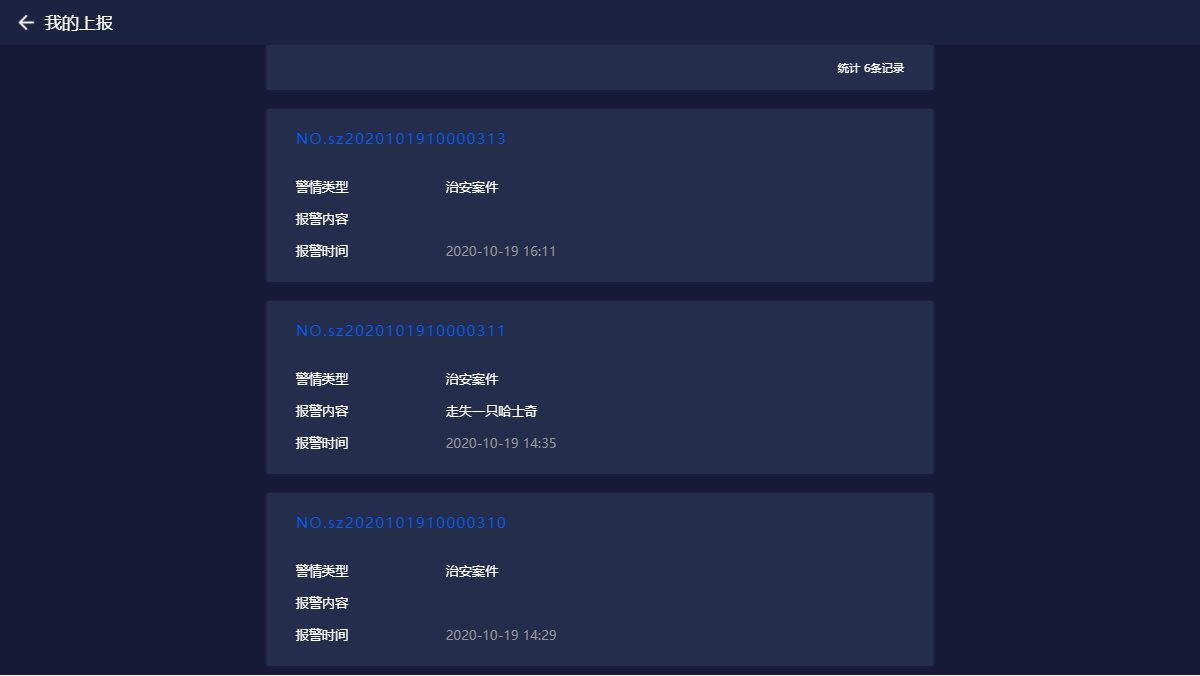 我的上报
统计 6条记录
NO.sz2020101910000313
警情类型 治安案件
报警内容
报警时间 2020-10-19 16:11
NO.sz2020101910000311
警情类型 治安案件
报警内容 走失一只哈士奇
报警时间 2020-10-19 14:35
NO.sz2020101910000310
警情类型 治安案件
报警内容
报警时间 2020-10-19 14:29